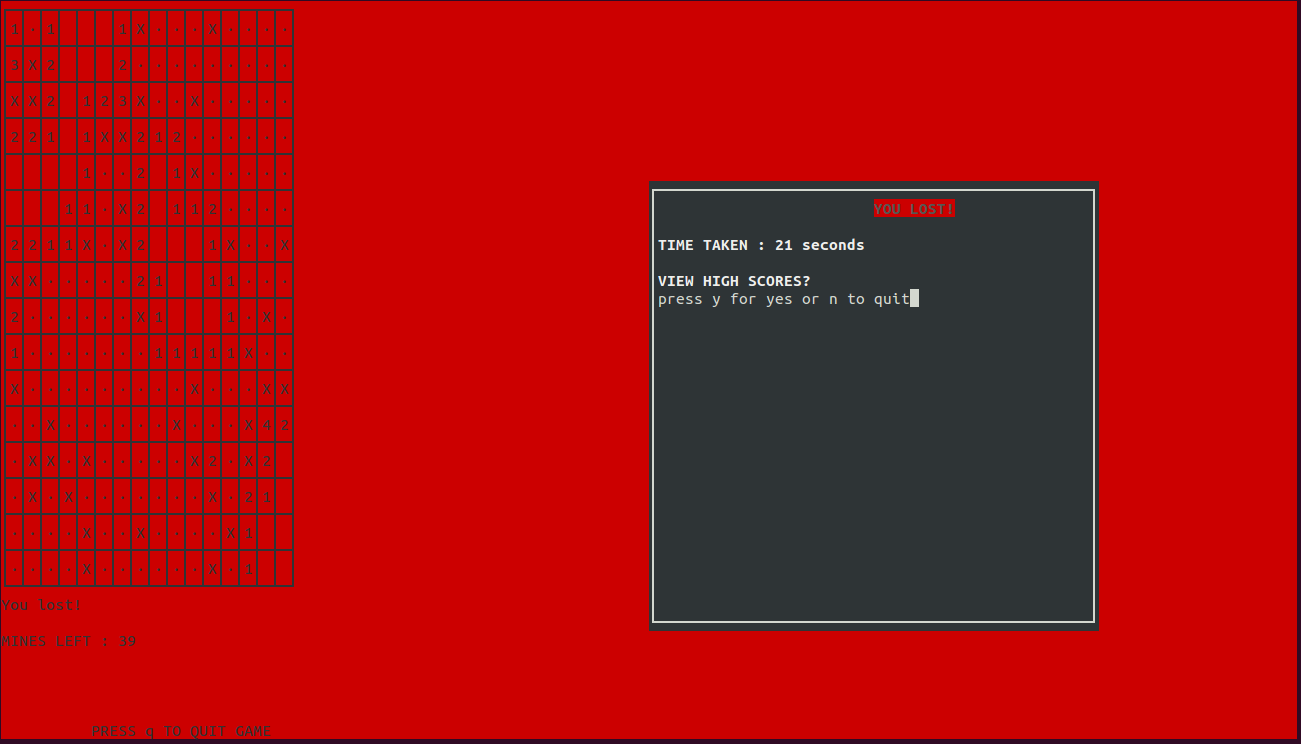 1 · 1 1 X · · · X · · · ·
3 X 2 2 · · · · · · · · ·
X X 2 1 2 3 X · · X · · · · ·
2 2 1 1 X X 2 1 2 · · · · · ·
1 · · 2 1 X · · · · ·
1 1 · X 2 1 1 2 · · · ·
2 2 1 1 X · X 2 1 X · · X
X X · · · · · 2 1 1 1 · · ·
2 · · · · · · X 1 1 · X ·
1 · · · · · · · 1 1 1 1 1 X · ·
X · · · · · · · · · X · · · X X
· · X · · · · · · X · · · X 4 2
· X X · X · · · · · X 2 · X 2
· X · X · · · · · · · X · 2 1
· · · · X · · X · · · · X 1
· · · · X · · · · · · X · 1
You lost!
MINES LEFT : 39
PRESS q TO QUIT GAME
YOU LOST!
TIME TAKEN : 21 seconds
VIEW HIGH SCORES?
press y for yes or n to quit